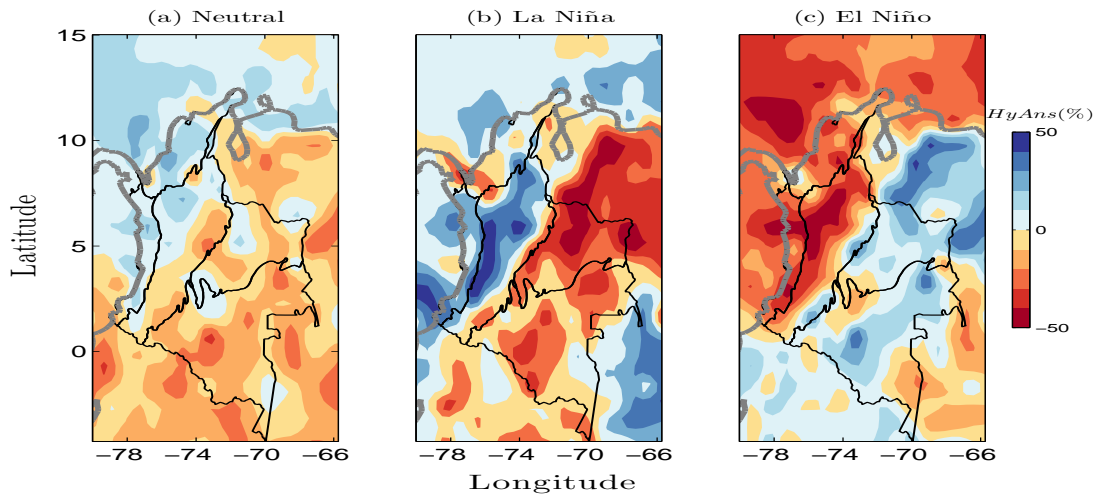 (a) Neutral (b) La Niña (c) El Niño
15
10
5
0
Latitude
−78 −74 −70 −66 −78 −74 −70 −66 −78 −74 −70 −66
Longitude
HyAns(%)
50
0
−50